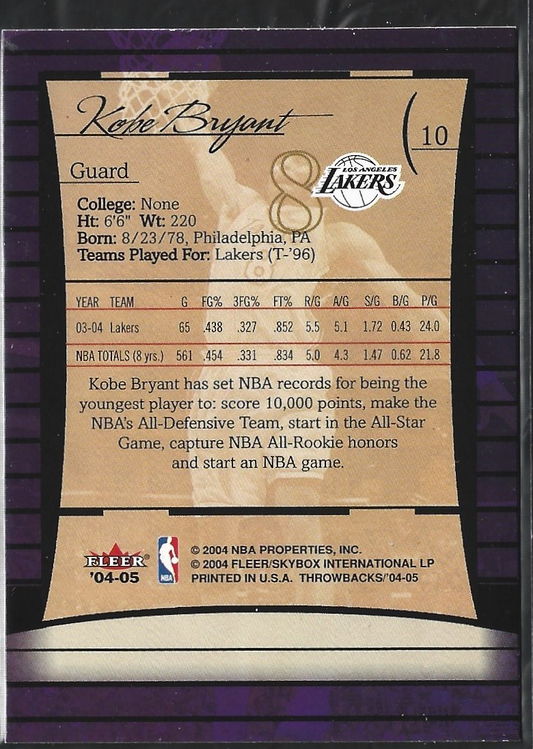 Kobe Bryant
10
Guard
8
LOS ANGELES
LAKERS
College: None
Ht: 6'6" Wt: 220
Born: 8/23/78, Philadelphia, PA
Teams Played For: Lakers (T-'96)
YEAR TEAM G FG% 3FG% FT% R/G A/G S/G B/G P/G
03-04 Lakers 65 .438 .327 .852 5.5 5.1 1.72 0.43 24.0
NBA TOTALS (8 yrs.) 561 .454 .331 .834 5.0 4.3 1.47 0.62 21.8
Kobe Bryant has set NBA records for being the
youngest player to: score 10,000 points, make the
NBA's All-Defensive Team, start in the All-Star
Game, capture NBA All-Rookie honors
and start an NBA game.
FLEER
'04-05
NBA
© 2004 NBA PROPERTIES, INC.
© 2004 FLEER/SKYBOX INTERNATIONAL LP
PRINTED IN U.S.A. THROWBACKS/'04-05